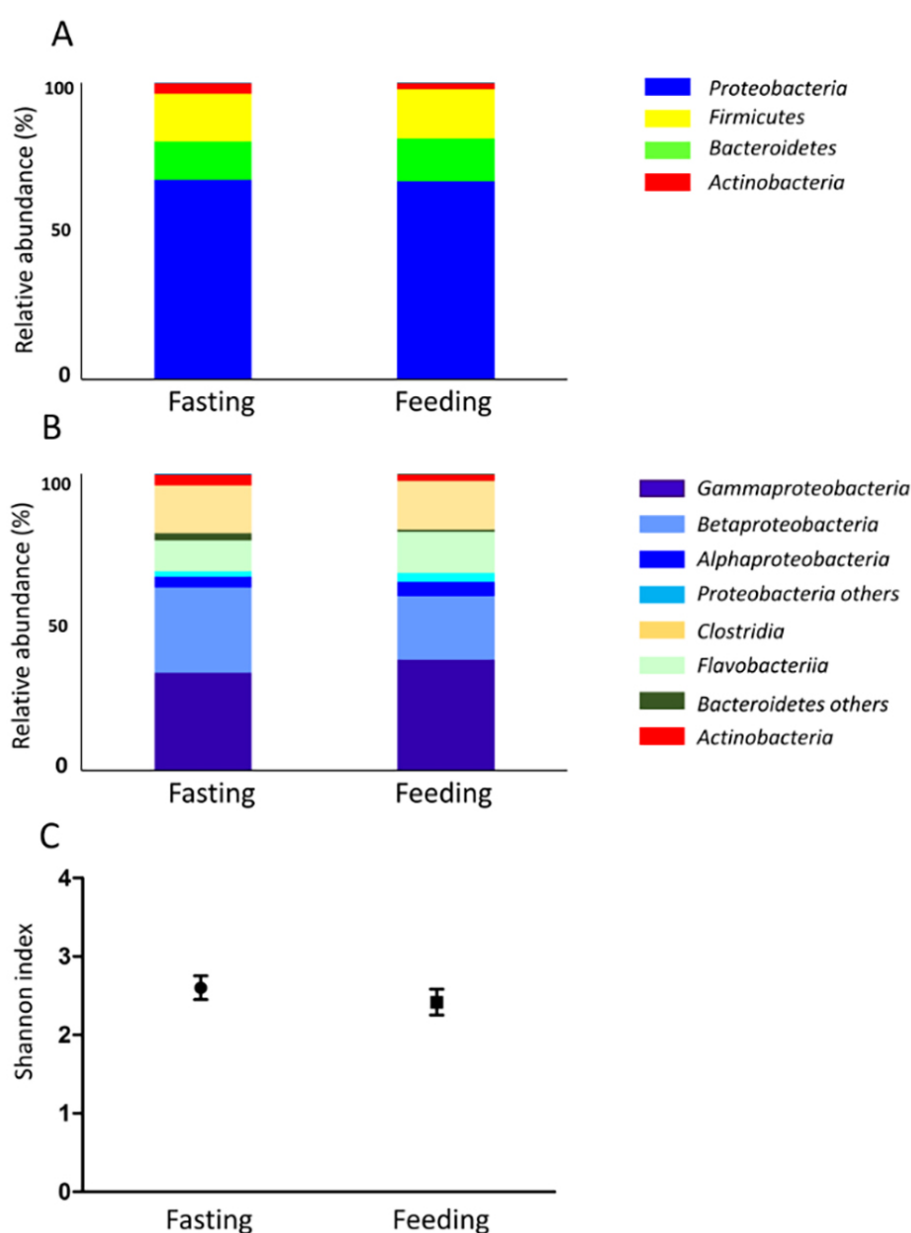 A
Relative abundance (%)
100
50
0
Fasting
Feeding
Proteobacteria
Firmicutes
Bacteroidetes
Actinobacteria
B
Relative abundance (%)
100
50
0
Fasting
Feeding
Gammaproteobacteria
Betaproteobacteria
Alphaproteobacteria
Proteobacteria others
Clostridia
Flavobacteriia
Bacteroidetes others
Actinobacteria
C
Shannon index
4
3
2
1
0
Fasting
Feeding